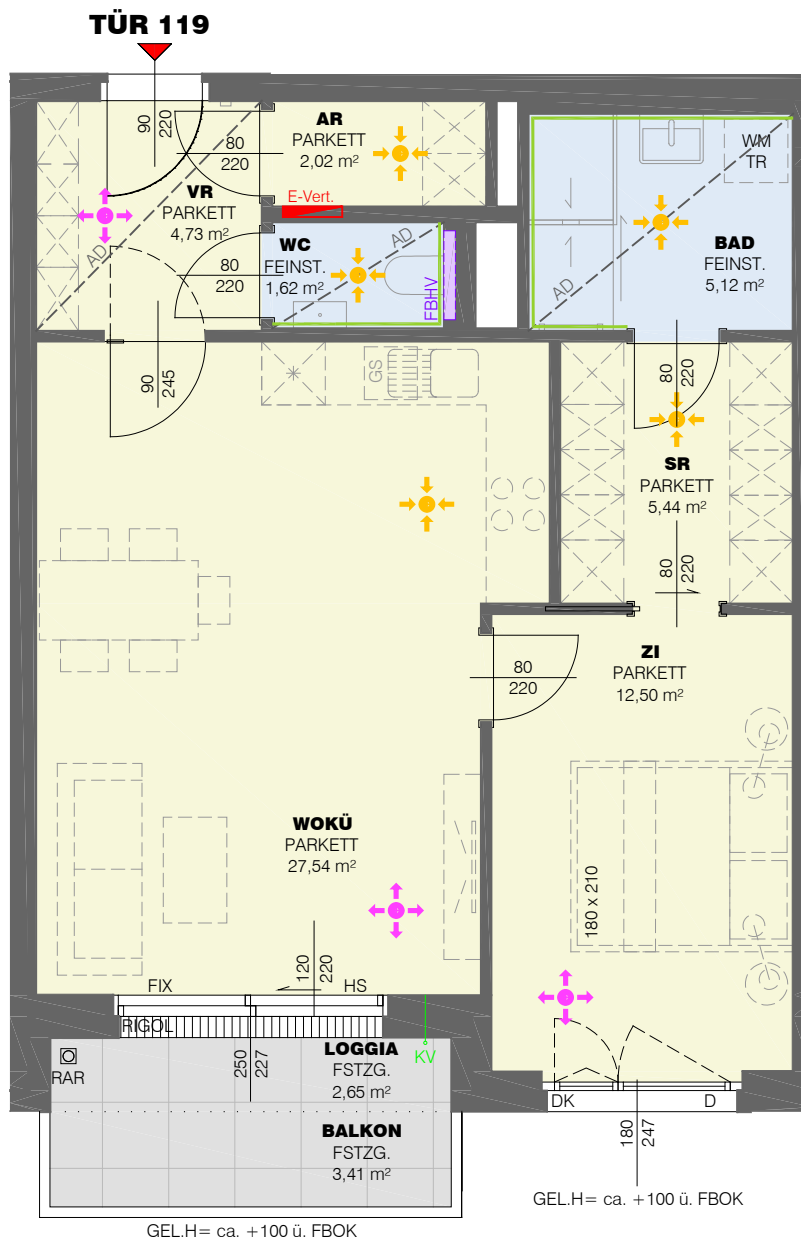 TÜR 119
90
220
80
220
AR
PARKETT
2,02 m²
WM
TR
VR
PARKETT
4,73 m²
AD
E-Vert.
WC
FEINST.
1,62 m²
AD
FBHV
80
220
BAD
FEINST.
5,12 m²
AD
90
245
GS
80
220
SR
PARKETT
5,44 m²
80
220
ZI
PARKETT
12,50 m²
80
220
WOKÜ
PARKETT
27,54 m²
180 x 210
120
220
FIX
HS
RIGOL
250
227
LOGGIA
FSTZG.
2,65 m²
KV
RAR
DK
D
180
247
BALKON
FSTZG.
3,41 m²
GEL.H= ca. +100 ü. FBOK
GEL.H= ca. +100 ü. FBOK